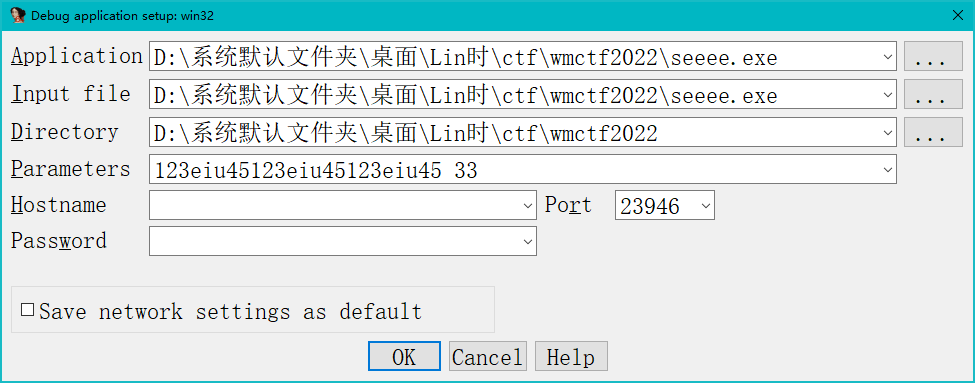 Debug application setup: win32
Application D:\系统默认文件夹\桌面\Lin时\ctf\wmctf2022\seeee.exe ...
Input file D:\系统默认文件夹\桌面\Lin时\ctf\wmctf2022\seeee.exe ...
Directory D:\系统默认文件夹\桌面\Lin时\ctf\wmctf2022 ...
Parameters 123eiu45123eiu45123eiu45 33
Hostname Port 23946
Password
Save network settings as default
OK Cancel Help